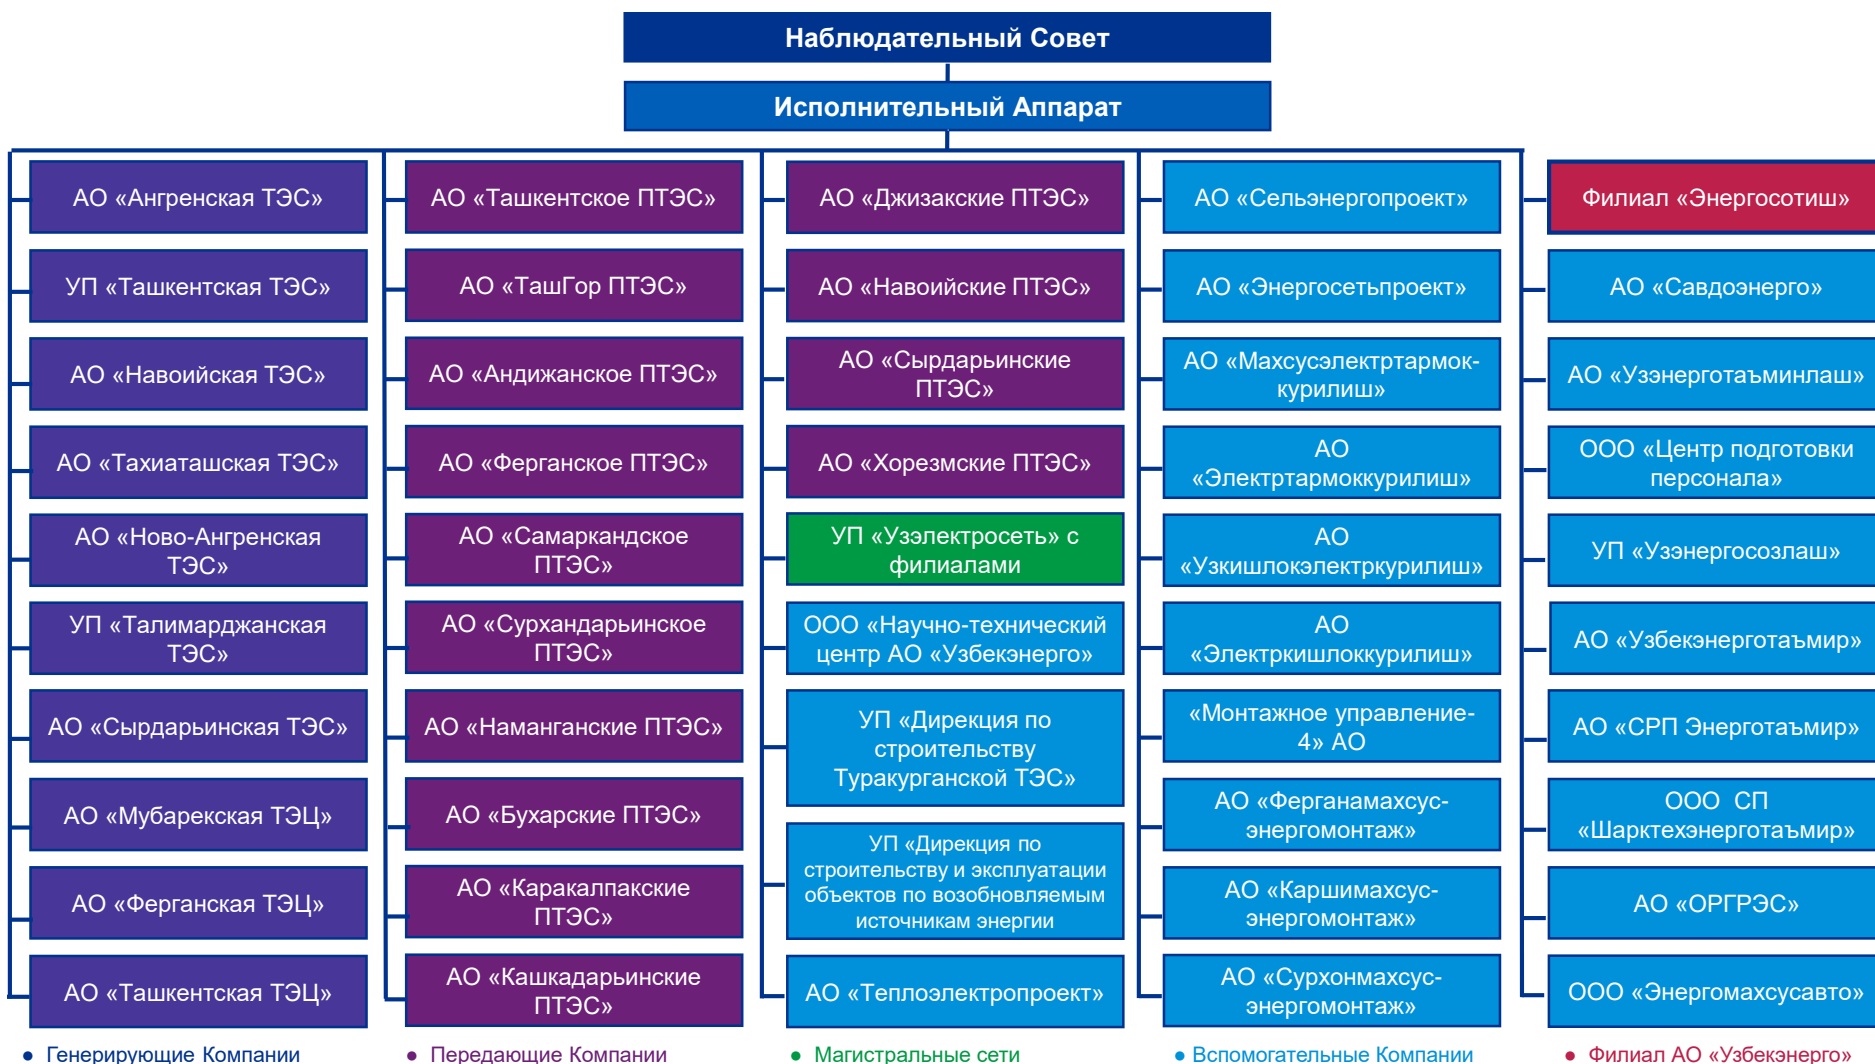 Наблюдательный Совет
Исполнительный Аппарат
АО «Ангренская ТЭС»
УП «Ташкентская ТЭС»
АО «Навоийская ТЭС»
АО «Тахиаташская ТЭС»
АО «Ново-Ангренская
ТЭС»
УП «Талимарджанская
ТЭС»
АО «Сырдарьинская ТЭС»
АО «Мубарекская ТЭЦ»
АО «Ферганская ТЭЦ»
АО «Ташкентская ТЭЦ»
АО «Ташкентское ПТЭС»
АО «ТашГор ПТЭС»
АО «Андижанское ПТЭС»
АО «Ферганское ПТЭС»
АО «Самаркандское
ПТЭС»
АО «Сурхандарьинское
ПТЭС»
АО «Наманганские ПТЭС»
АО «Бухарские ПТЭС»
АО «Каракалпакские
ПТЭС»
АО «Кашкадарьинские
ПТЭС»
АО «Джизакские ПТЭС»
АО «Навоийские ПТЭС»
АО «Сырдарьинские
ПТЭС»
АО «Хорезмские ПТЭС»
УП «Узэлектросеть» с
филиалами
ООО «Научно-технический
центр АО «Узбекэнерго»
УП «Дирекция по
строительству
Туракурганской ТЭС»
УП «Дирекция по
строительству и эксплуатации
объектов по возобновляемым
источникам энергии
АО «Теплоэлектропроект»
АО «Сельэнергопроект»
АО «Энергосетьпроект»
АО «Махсусэлектртармок-
курилиш»
АО
«Электртармоккурилиш»
АО
«Узкишлокэлектркурилиш»
АО
«Электркишлоккурилиш»
«Монтажное управление-
4» АО
АО «Ферганамахсус-
энергомонтаж»
АО «Каршимахсус-
энергомонтаж»
АО «Сурхонмахсус-
энергомонтаж»
Филиал «Энергосотиш»
АО «Савдоэнерго»
АО «Узэнерготаъминлаш»
ООО «Центр подготовки
персонала»
УП «Узэнергосозлаш»
АО «Узбекэнерготаъмир»
АО «СРП Энерготаъмир»
ООО СП
«Шарктехэнерготаъмир»
АО «ОРГРЭС»
ООО «Энергомахсусавто»
● Генерирующие Компании
● Передающие Компании
● Магистральные сети
● Вспомогательные Компании
● Филиал АО «Узбекэнерго»